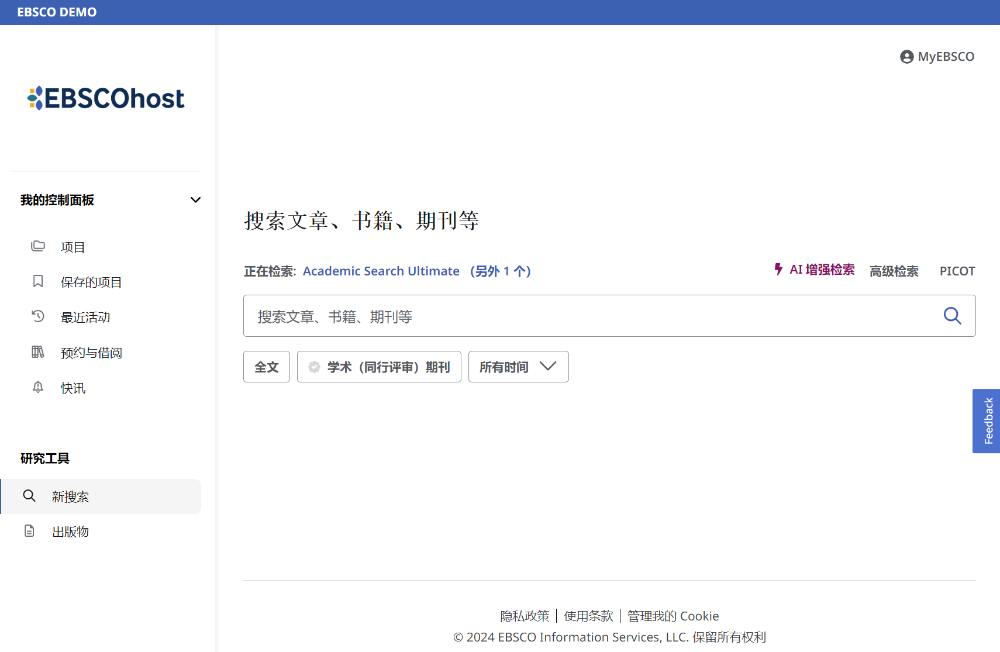 EBSCO DEMO
MyEBSCO
EBSCOhost
我的控制面板
项目
保存的项目
最近活动
预约与借阅
快讯
研究工具
新搜索
出版物
搜索文章、书籍、期刊等
正在检索: Academic Search Ultimate （另外 1 个）
AI 增强检索 高级检索 PICOT
搜索文章、书籍、期刊等
全文 学术（同行评审）期刊 所有时间
Feedback
隐私政策 使用条款 管理我的 Cookie
© 2024 EBSCO Information Services, LLC. 保留所有权利